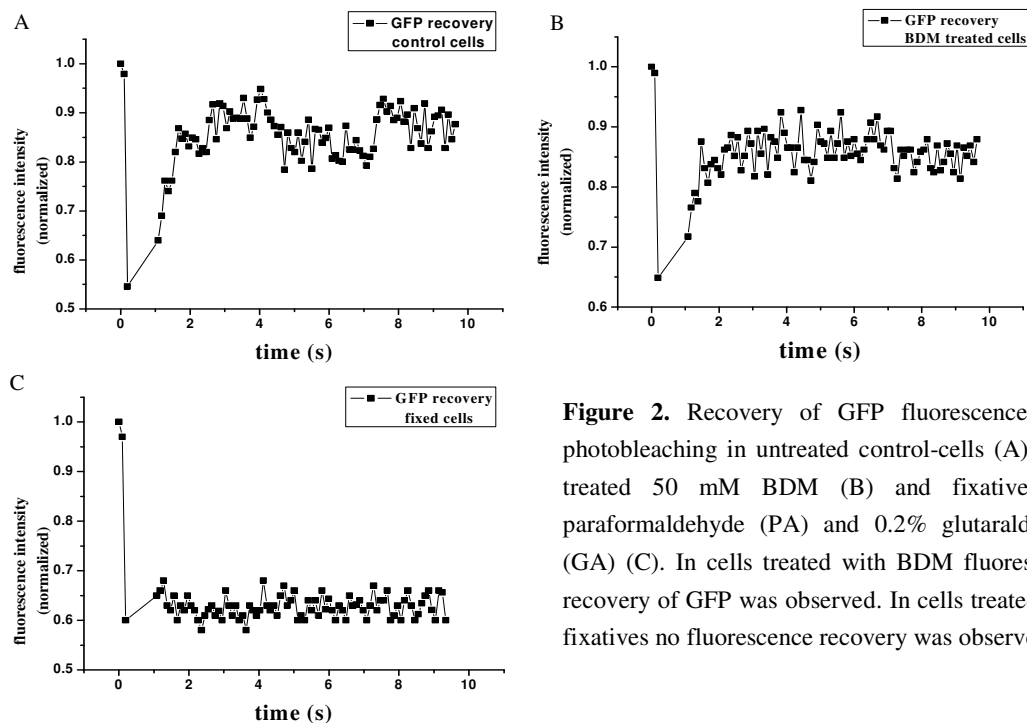 A
GFP recovery
control cells
1.0
0.9
0.8
0.7
0.6
0.5
fluorescence intensity
(normalized)
0 2 4 6 8 10
time (s)
B
GFP recovery
BDM treated cells
1.0
0.9
0.8
0.7
0.6
fluorescence intensity
(normalized)
0 2 4 6 8 10
time (s)
C
GFP recovery
fixed cells
1.0
0.9
0.8
0.7
0.6
0.5
fluorescence intensity
(normalized)
0 2 4 6 8 10
time (s)
Figure 2. Recovery of GFP fluorescence
photobleaching in untreated control-cells (A)
treated 50 mM BDM (B) and fixative
paraformaldehyde (PA) and 0.2% glutarald
(GA) (C). In cells treated with BDM fluores
recovery of GFP was observed. In cells treate
fixatives no fluorescence recovery was observe